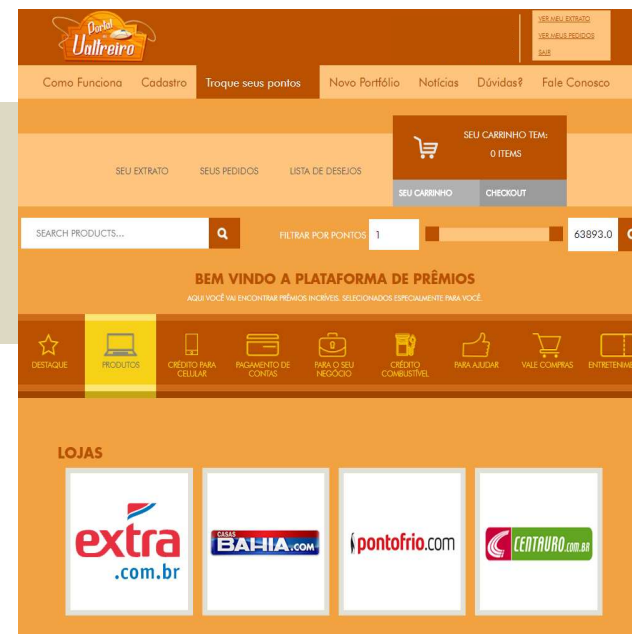 Portal
Valtreiro
VER MEU EXTRATO
VER MEUS PEDIDOS
SAIR
Como Funciona Cadastro Troque seus pontos Novo Portfólio Notícias Dúvidas? Fale Conosco
SEU CARRINHO TEM:
0 ITEMS
SEU EXTRATO SEUS PEDIDOS LISTA DE DESEJOS
SEU CARRINHO CHECKOUT
SEARCH PRODUCTS... FILTRAR POR PONTOS 1 63893.0
BEM VINDO A PLATAFORMA DE PRÊMIOS
AQUI VOCÊ VAI ENCONTRAR PRÊMIOS INCRÍVEIS. SELECIONADOS ESPECIALMENTE PARA VOCÊ.
DESTAQUE PRODUTOS CRÉDITO PARA PAGAMENTO DE PARA O SEU CRÉDITO PARA AJUDAR VALE COMPRAS ENTRETENIME
CELULAR CONTAS NEGÓCIO COMBUSTÍVEL
LOJAS
extra
.com.br
CASAS
BAHIA.COM
pontofrio.com
CENTAURO.com.br